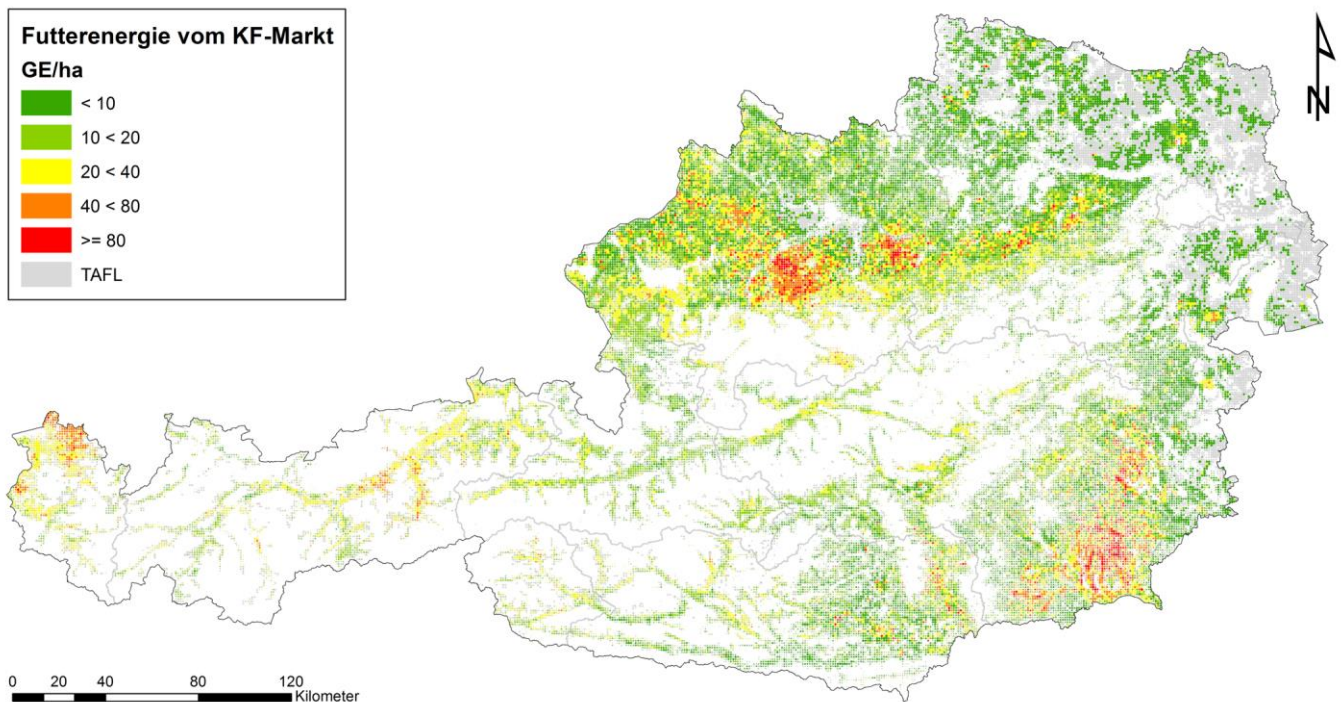 Futterenergie vom KF-Markt
GE/ha
< 10
10 < 20
20 < 40
40 < 80
>= 80
TAFL
N
0 20 40 80 120
Kilometer